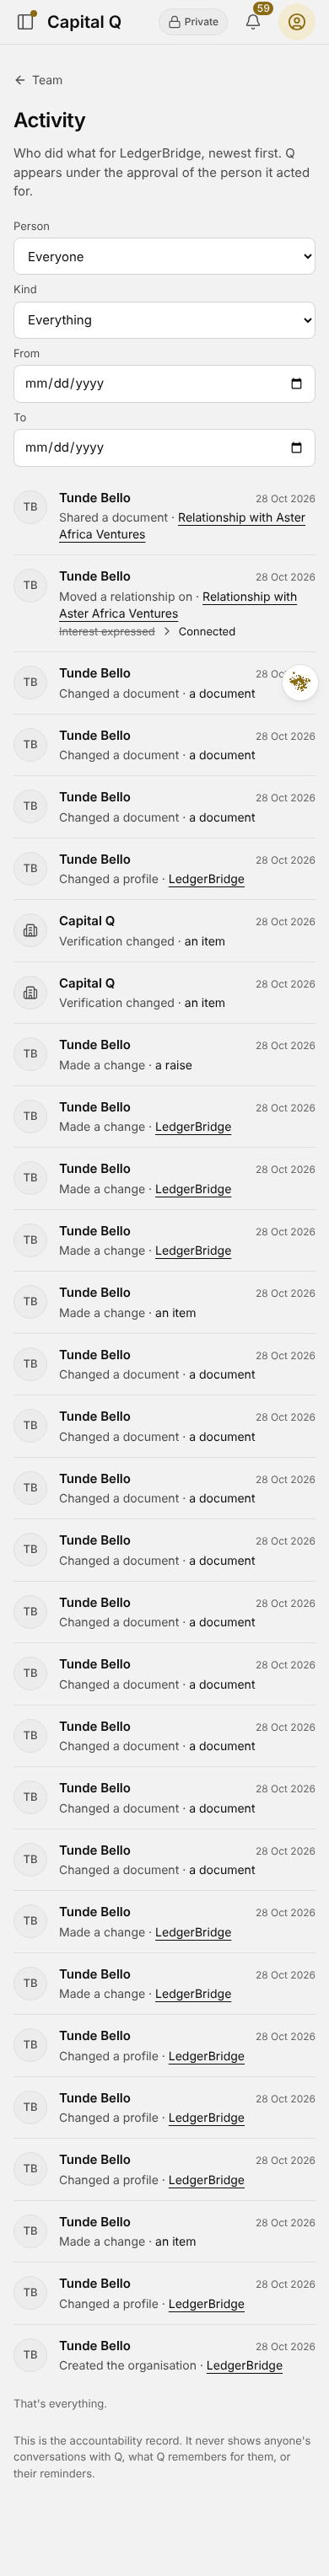 59
Capital Q
Private
Team
Activity
Who did what for LedgerBridge, newest first. Q
appears under the approval of the person it acted
for.
Person
Everyone
Kind
Everything
From
mm/dd/yyyy
To
mm/dd/yyyy
TB
Tunde Bello
28 Oct 2026
Shared a document · Relationship with Aster
Africa Ventures
TB
Tunde Bello
28 Oct 2026
Moved a relationship on · Relationship with
Aster Africa Ventures
Interest expressed > Connected
TB
Tunde Bello
28 Oct
Changed a document · a document
TB
Tunde Bello
28 Oct 2026
Changed a document · a document
TB
Tunde Bello
28 Oct 2026
Changed a document · a document
TB
Tunde Bello
28 Oct 2026
Changed a profile · LedgerBridge
Capital Q
28 Oct 2026
Verification changed · an item
Capital Q
28 Oct 2026
Verification changed · an item
TB
Tunde Bello
28 Oct 2026
Made a change · a raise
TB
Tunde Bello
28 Oct 2026
Made a change · LedgerBridge
TB
Tunde Bello
28 Oct 2026
Made a change · LedgerBridge
TB
Tunde Bello
28 Oct 2026
Made a change · LedgerBridge
TB
Tunde Bello
28 Oct 2026
Made a change · an item
TB
Tunde Bello
28 Oct 2026
Changed a document · a document
TB
Tunde Bello
28 Oct 2026
Changed a document · a document
TB
Tunde Bello
28 Oct 2026
Changed a document · a document
TB
Tunde Bello
28 Oct 2026
Changed a document · a document
TB
Tunde Bello
28 Oct 2026
Changed a document · a document
TB
Tunde Bello
28 Oct 2026
Changed a document · a document
TB
Tunde Bello
28 Oct 2026
Changed a document · a document
TB
Tunde Bello
28 Oct 2026
Changed a document · a document
TB
Tunde Bello
28 Oct 2026
Changed a document · a document
TB
Tunde Bello
28 Oct 2026
Made a change · LedgerBridge
TB
Tunde Bello
28 Oct 2026
Made a change · LedgerBridge
TB
Tunde Bello
28 Oct 2026
Changed a profile · LedgerBridge
TB
Tunde Bello
28 Oct 2026
Changed a profile · LedgerBridge
TB
Tunde Bello
28 Oct 2026
Changed a profile · LedgerBridge
TB
Tunde Bello
28 Oct 2026
Made a change · an item
TB
Tunde Bello
28 Oct 2026
Changed a profile · LedgerBridge
TB
Tunde Bello
28 Oct 2026
Created the organisation · LedgerBridge
That's everything.
This is the accountability record. It never shows anyone's
conversations with Q, what Q remembers for them, or
their reminders.